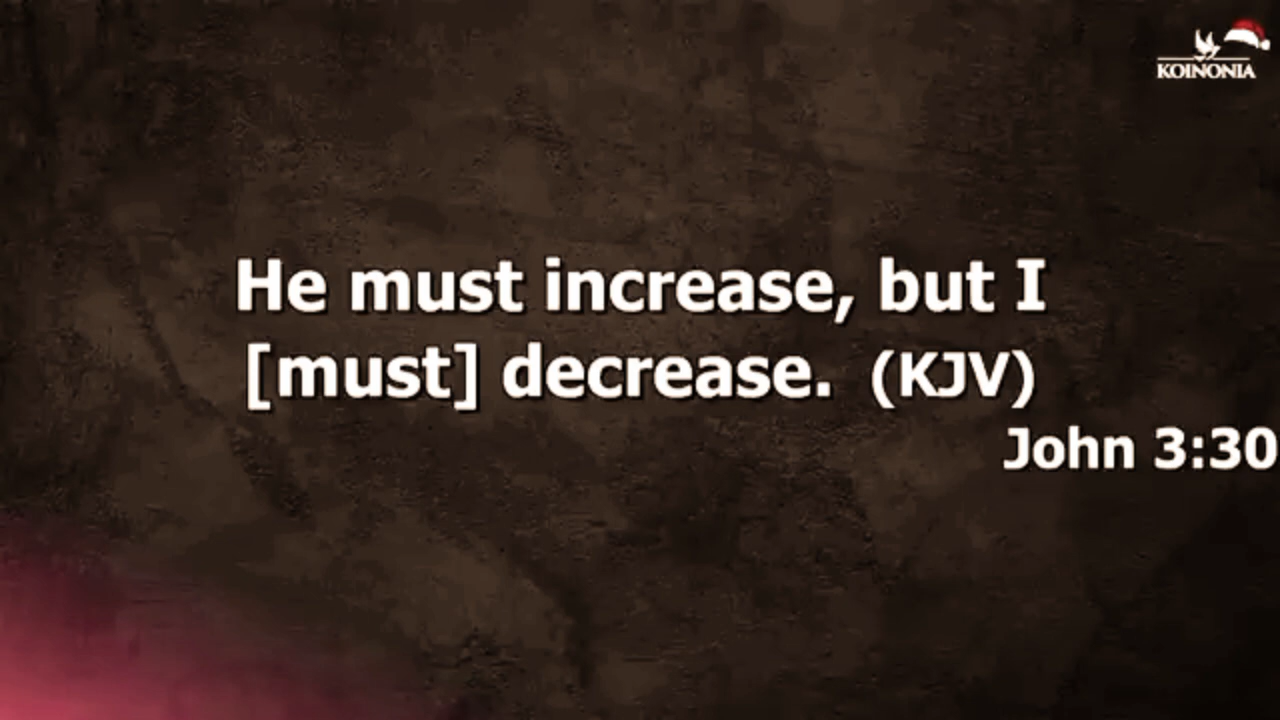 KOINONIA
He must increase, but I
[must] decrease. (KJV)
John 3:30